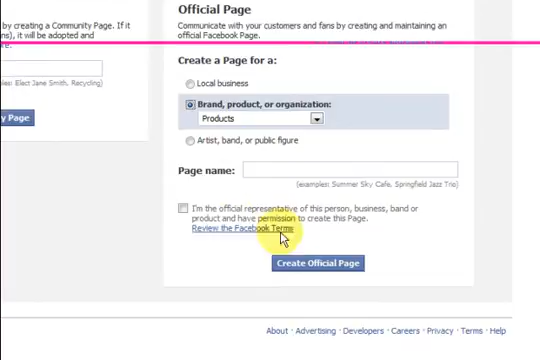 by creating a Community Page. If it
ns), it will be adopted and
ples: Elect Jane Smith, Recycling)
y Page
Official Page
Communicate with your customers and fans by creating and maintaining an
official Facebook Page.
Create a Page for a:
Local business
Brand, product, or organization:
Products
Artist, band, or public figure
Page name:
(examples: Summer Sky Cafe, Springfield Jazz Trio)
I'm the official representative of this person, business, band or
product and have permission to create this Page.
Review the Facebook Terms
Create Official Page
About · Advertising · Developers · Careers · Privacy · Terms · Help